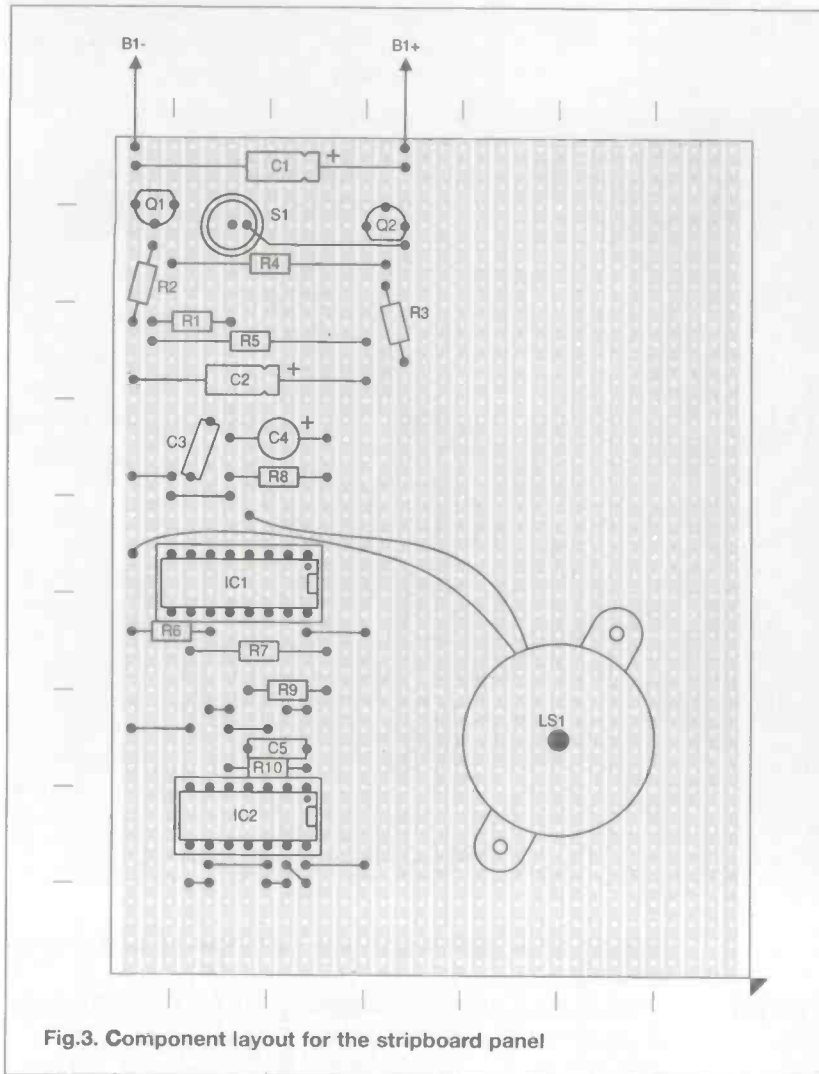 B1- B1+
C1 +
Q1 S1 Q2
R4
R2 R3
R1
R5
C2 +
C3 C4 +
R8
IC1
R6
R7
R9
LS1
C5
R10
IC2
Fig.3. Component layout for the stripboard panel